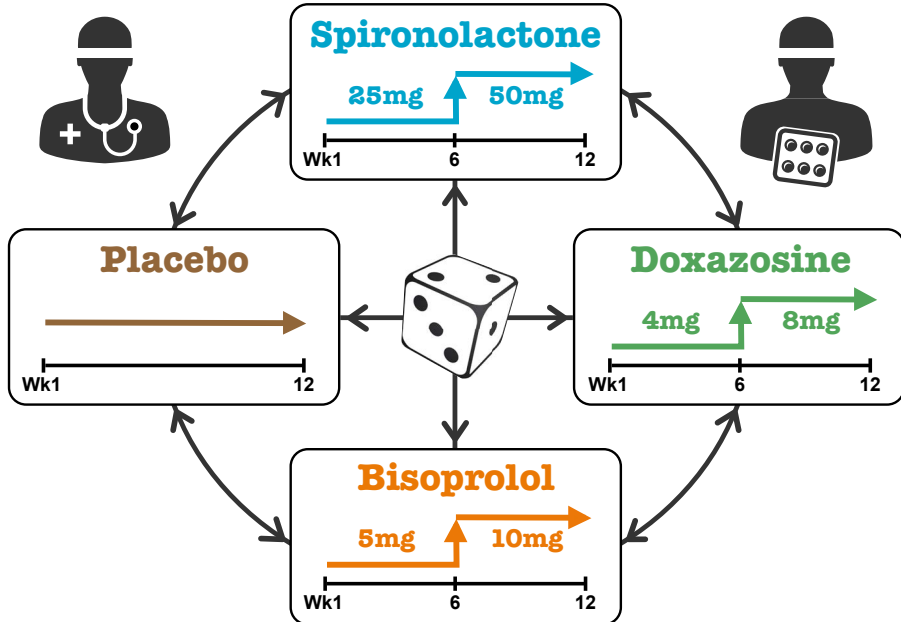 Spironolactone
25mg 50mg
Wk1 6 12
Placebo
Wk1 12
Doxazosine
4mg 8mg
Wk1 6 12
Bisoprolol
5mg 10mg
Wk1 6 12